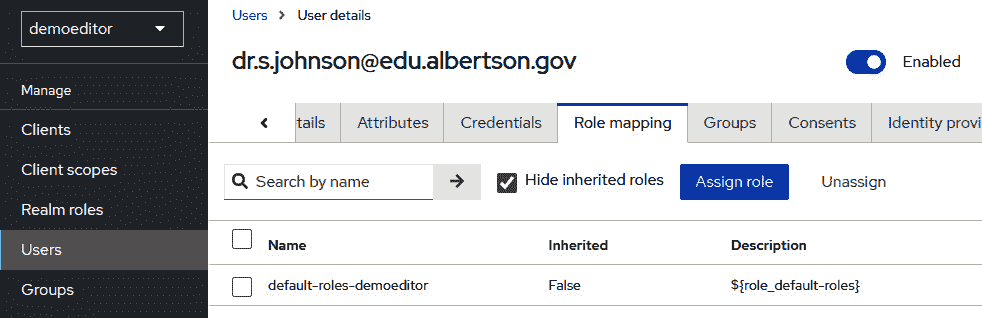 demoeditor
Manage
Clients
Client scopes
Realm roles
Users
Groups
Users > User details
dr.s.johnson@edu.albertson.gov
Enabled
tails Attributes Credentials Role mapping Groups Consents Identity provi
Search by name
Hide inherited roles
Assign role
Unassign
Name Inherited Description
default-roles-demoeditor False ${role_default-roles}